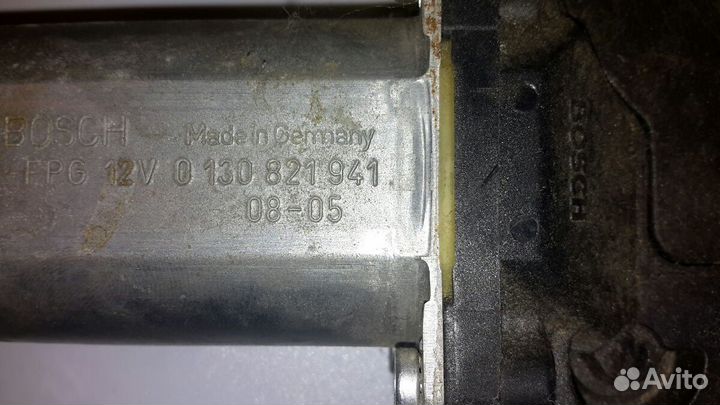 BOSCH Made in Germany
FPG 12V 0 130 821 941
08-05
BOSCH
Avito